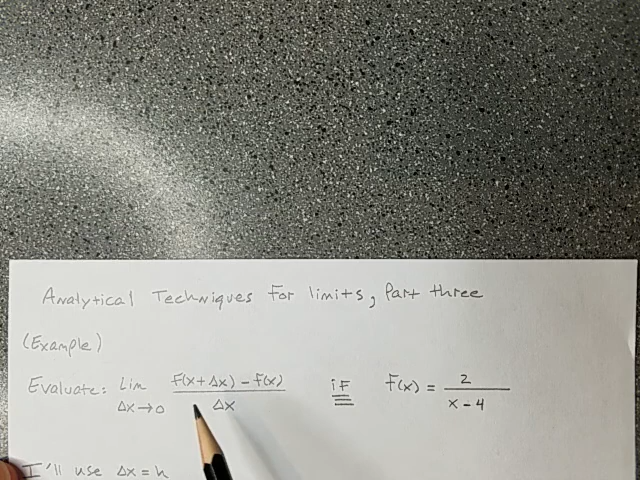 Analytical Techniques for limits, Part three
(Example)
Evaluate: Lim Δx→0 f(x+Δx) - f(x) / Δx if f(x) = 2 / x-4
I'll use Δx = h